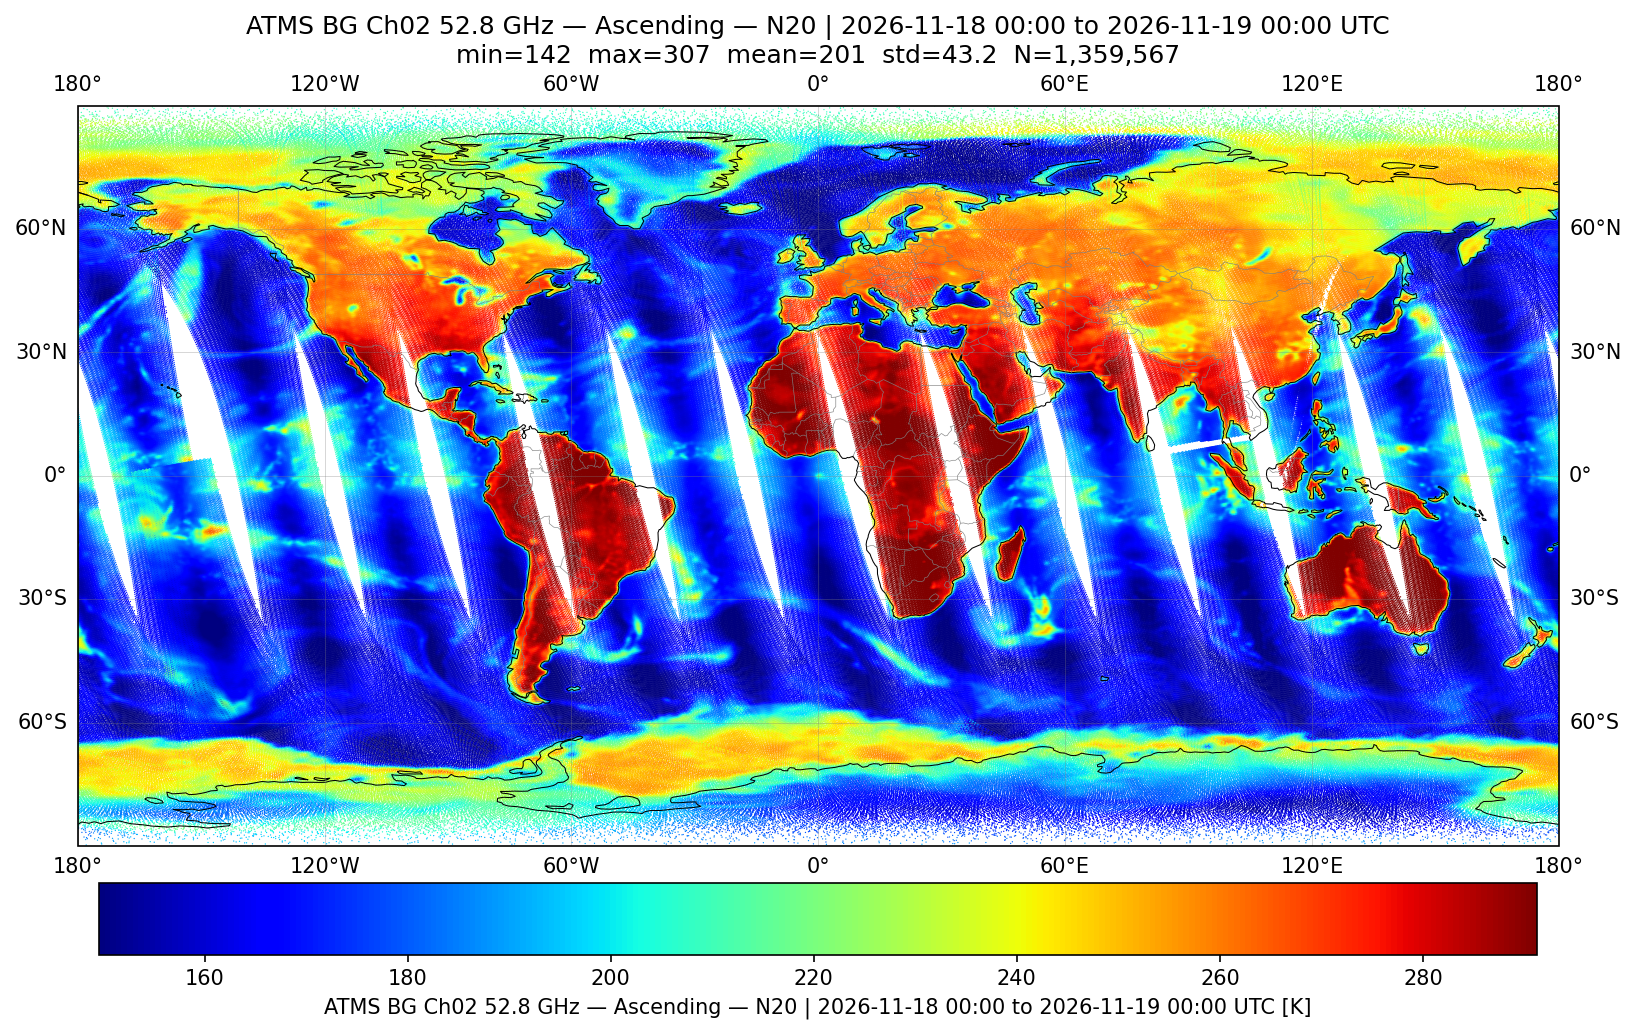 ATMS BG Ch02 52.8 GHz — Ascending — N20 | 2026-11-18 00:00 to 2026-11-19 00:00 UTC
min=142  max=307  mean=201  std=43.2  N=1,359,567
180° 120°W 60°W 0° 60°E 120°E 180°
60°N 60°N
30°N 30°N
0° 0°
30°S 30°S
60°S 60°S
180° 120°W 60°W 0° 60°E 120°E 180°
160 180 200 220 240 260 280
ATMS BG Ch02 52.8 GHz — Ascending — N20 | 2026-11-18 00:00 to 2026-11-19 00:00 UTC [K]